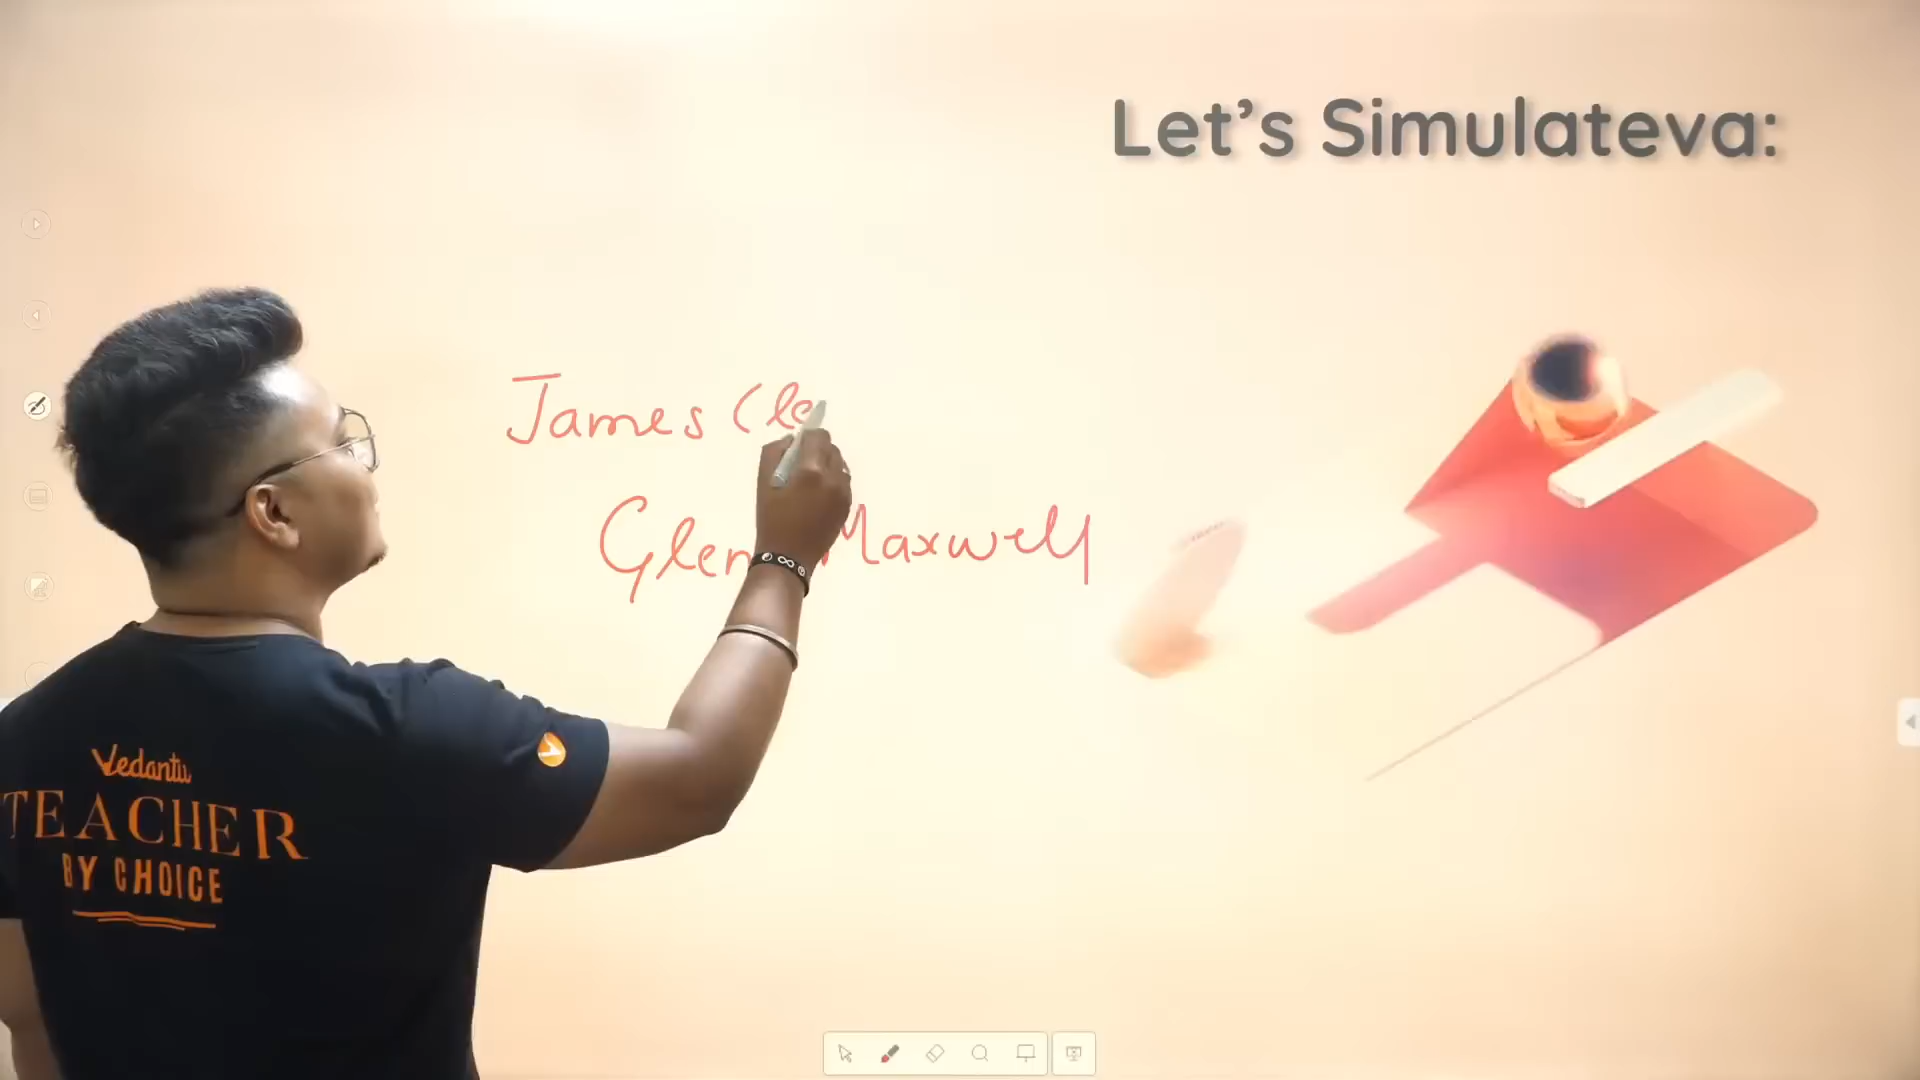 Let's Simulateva:
James Cle
Glen Maxwell
Vedantu
TEACHER
BY CHOICE